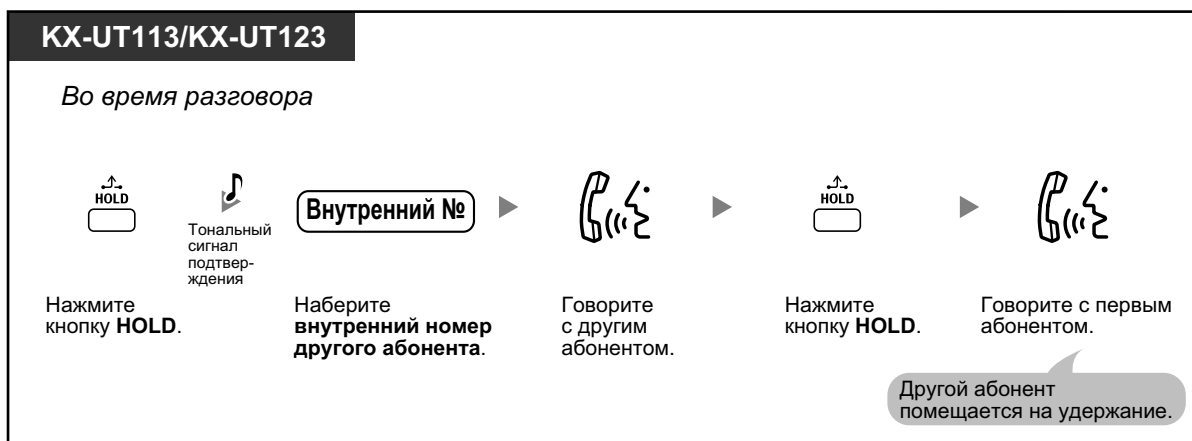 KX-UT113/KX-UT123
Во время разговора
HOLD
Тональный
сигнал
подтвер-
ждения
Внутренний №
HOLD
Нажмите
кнопку HOLD.
Наберите
внутренний номер
другого абонента.
Говорите
с другим
абонентом.
Нажмите
кнопку HOLD.
Говорите с первым
абонентом.
Другой абонент
помещается на удержание.